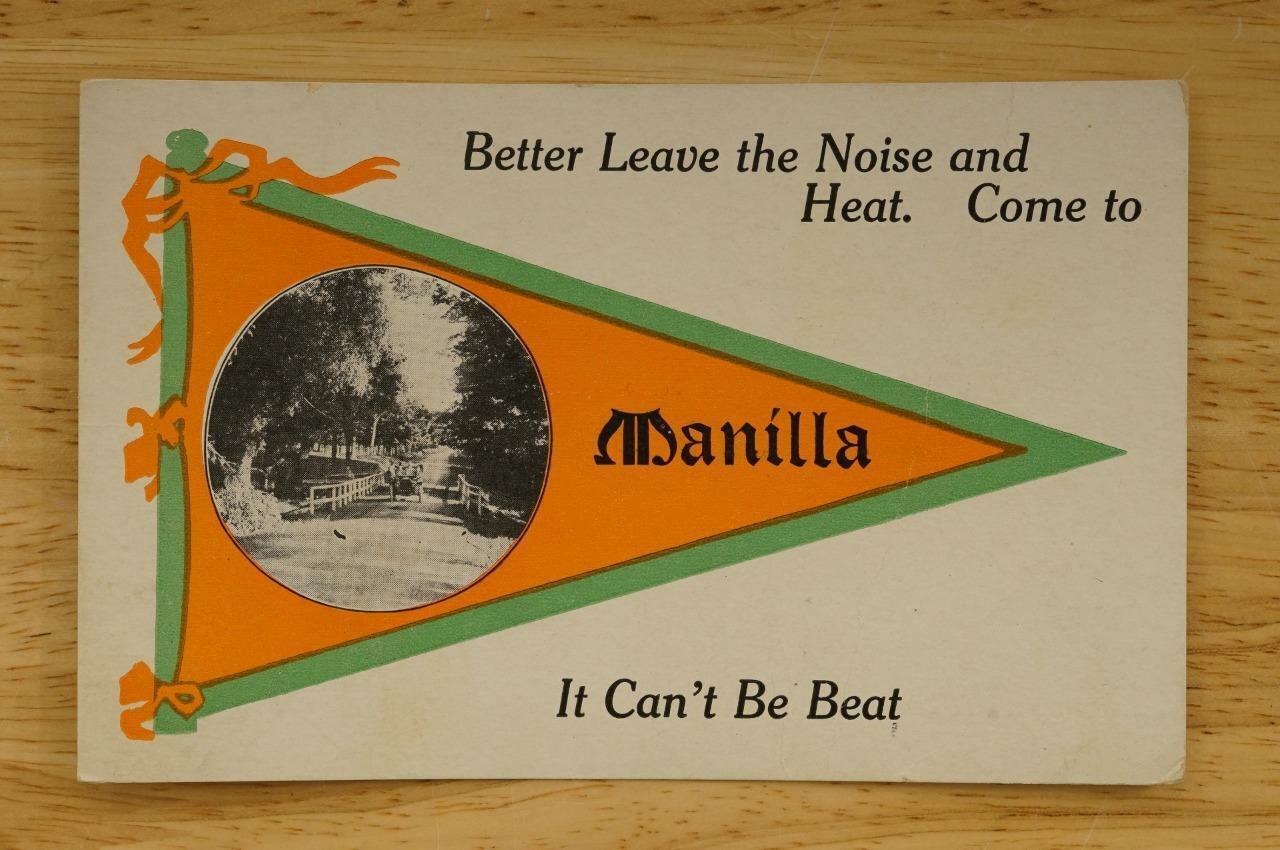 Better Leave the Noise and
Heat. Come to
Manilla
It Can't Be Beat